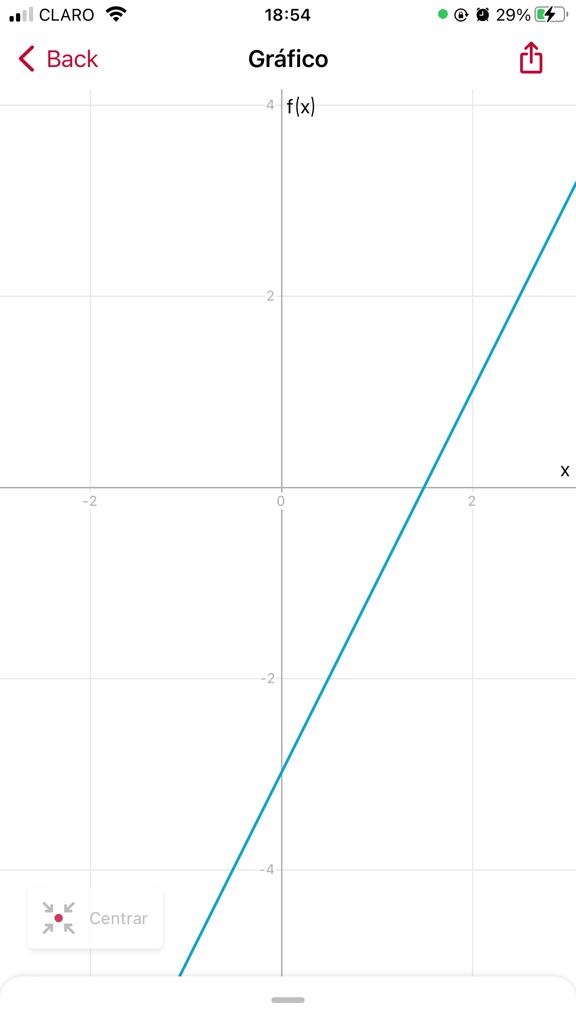 CLARO 18:54 29%
Back Gráfico
4 f(x)
2
x
-2 0 2
-2
-4
Centrar